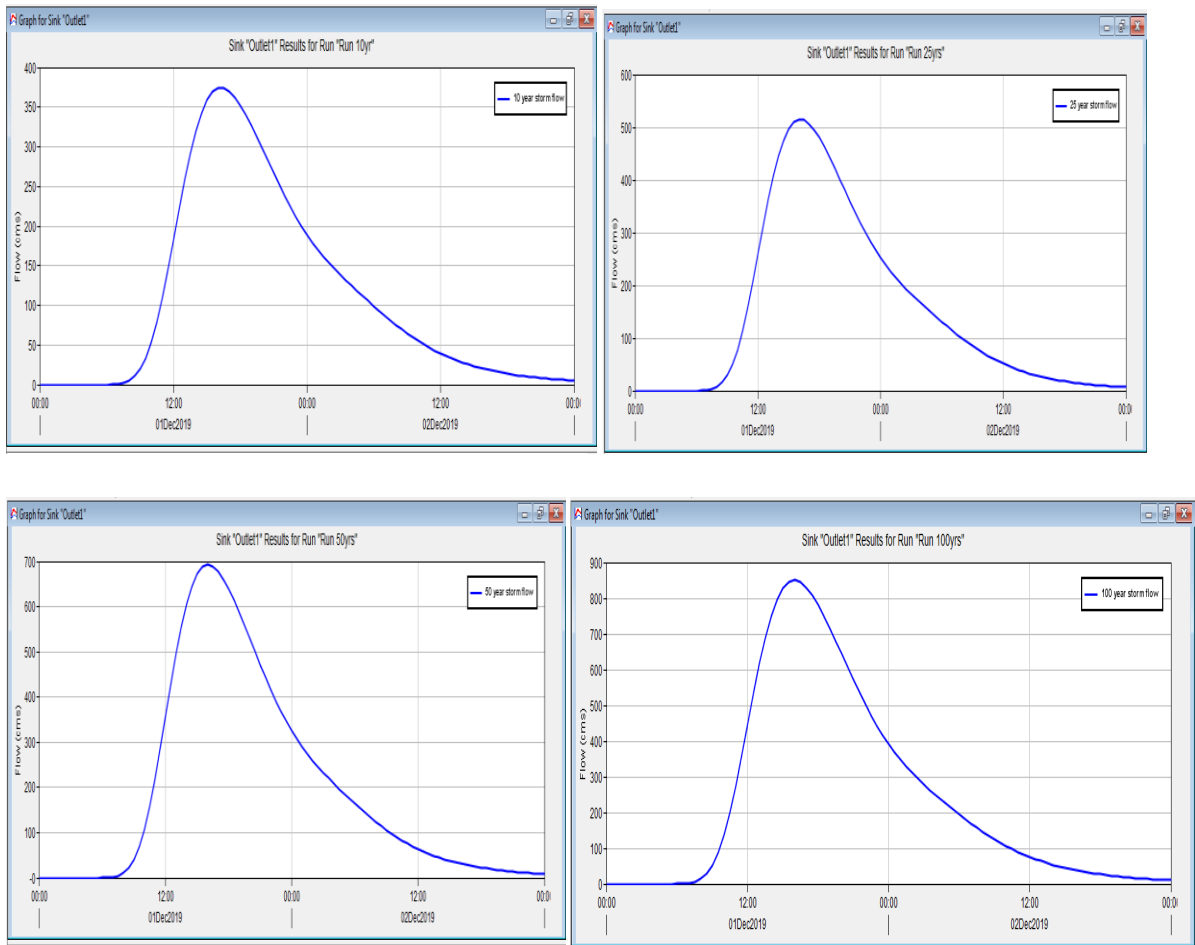 Graph for Sink "Outlet1"
Sink "Outlet1" Results for Run "Run 10yr"
10 year storm flow
400
350
300
250
200
150
100
50
0
Flow (cms)
00:00 12:00 00:00 12:00 00:0
01Dec2019 02Dec2019
Graph for Sink "Outlet1"
Sink "Outlet1" Results for Run "Run 25yrs"
25 year storm flow
600
500
400
300
200
100
0
Flow (cms)
00:00 12:00 00:00 12:00 00:0
01Dec2019 02Dec2019
Graph for Sink "Outlet1"
Sink "Outlet1" Results for Run "Run 50yrs"
50 year storm flow
700
600
500
400
300
200
100
-0
Flow (cms)
00:00 12:00 00:00 12:00 00:0
01Dec2019 02Dec2019
Graph for Sink "Outlet1"
Sink "Outlet1" Results for Run "Run 100yrs"
100 year storm flow
900
800
700
600
500
400
300
200
100
0
Flow (cms)
00:00 12:00 00:00 12:00 00:0
01Dec2019 02Dec2019